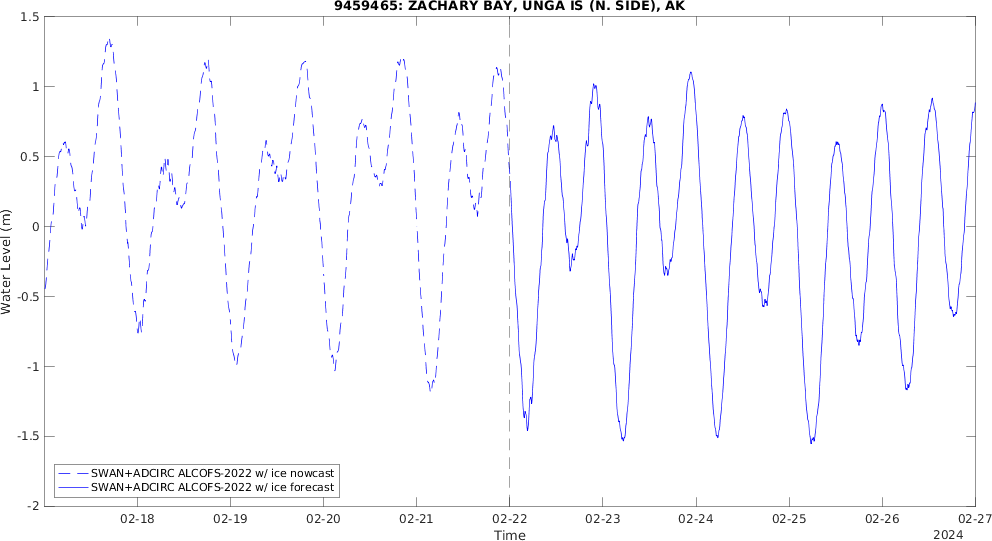 9459465: ZACHARY BAY, UNGA IS (N. SIDE), AK
1.5
1
0.5
0
-0.5
-1
-1.5
-2
Water Level (m)
SWAN+ADCIRC ALCOFS-2022 w/ ice nowcast
SWAN+ADCIRC ALCOFS-2022 w/ ice forecast
02-18 02-19 02-20 02-21 02-22 02-23 02-24 02-25 02-26 02-27
Time
2024